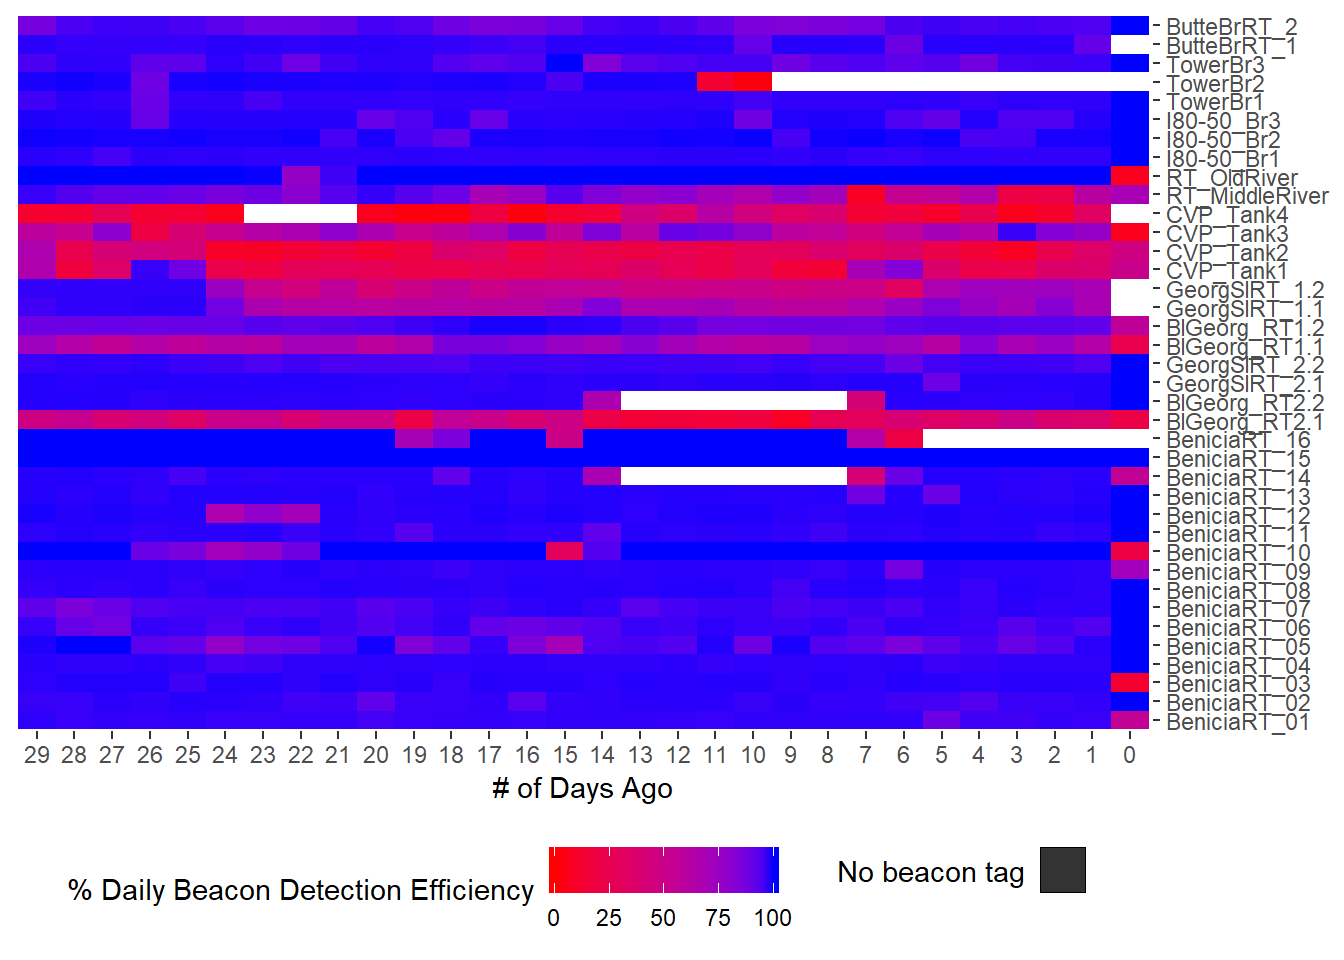 ButteBrRT_2
ButteBrRT_1
TowerBr3
TowerBr2
TowerBr1
I80-50_Br3
I80-50_Br2
I80-50_Br1
RT_OldRiver
RT_MiddleRiver
CVP_Tank4
CVP_Tank3
CVP_Tank2
CVP_Tank1
GeorgSlRT_1.2
GeorgSlRT_1.1
BlGeorg_RT1.2
BlGeorg_RT1.1
GeorgSlRT_2.2
GeorgSlRT_2.1
BlGeorg_RT2.2
BlGeorg_RT2.1
BeniciaRT_16
BeniciaRT_15
BeniciaRT_14
BeniciaRT_13
BeniciaRT_12
BeniciaRT_11
BeniciaRT_10
BeniciaRT_09
BeniciaRT_08
BeniciaRT_07
BeniciaRT_06
BeniciaRT_05
BeniciaRT_04
BeniciaRT_03
BeniciaRT_02
BeniciaRT_01
29 28 27 26 25 24 23 22 21 20 19 18 17 16 15 14 13 12 11 10 9 8 7 6 5 4 3 2 1 0
# of Days Ago
% Daily Beacon Detection Efficiency
0 25 50 75 100
No beacon tag